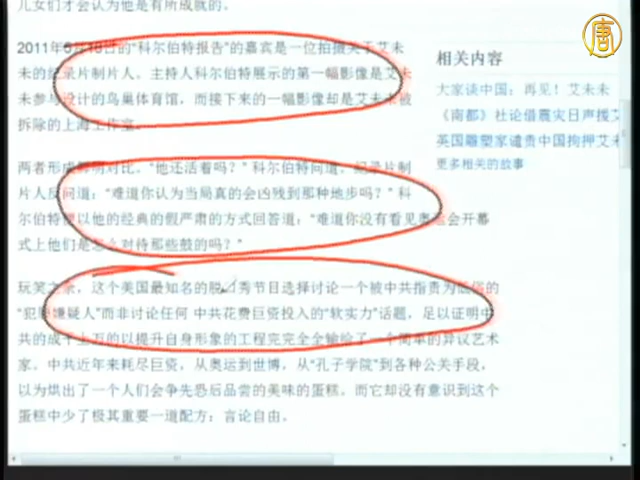 儿女们才会认为他是有所成就的。
唐
2011年6月16日的“科尔伯特报告”的嘉宾是一位拍摄关于艾未
未的纪录片制片人。主持人科尔伯特展示的第一幅影像是艾
未参与设计的鸟巢体育馆，而接下来的一幅影像却是艾未未被
拆除的上海工作室。
相关内容
大家谈中国：再见！艾未未
《南都》社论借震灾日声援艾
英国雕塑家谴责中国拘押艾未
更多相关的故事
两者形成鲜明对比。“他还活着吗？”科尔伯特问道。纪录片制
片人反问道：“难道你认为当局真的会凶残到那种地步吗？”科
尔伯特便以他的经典的假严肃的方式回答道：“难道你没有看见奥运会开幕
式上他们是怎么对待那些鼓的吗？”
玩笑之余，这个美国最知名的脱口秀节目选择讨论一个被中共指责为低俗的
“犯罪嫌疑人”而非讨论任何 中共花费巨资投入的“软实力”话题，足以证明中
共的成千上万的以提升自身形象的工程完完全全输给了一个简单的异议艺术
家。中共近年来耗尽巨资，从奥运到世博，从“孔子学院”到各种公关手段，
以为烘出了一个人们会争先恐后品尝的美味的蛋糕。而它却没有意识到这个
蛋糕中少了极其重要一道配方：言论自由。